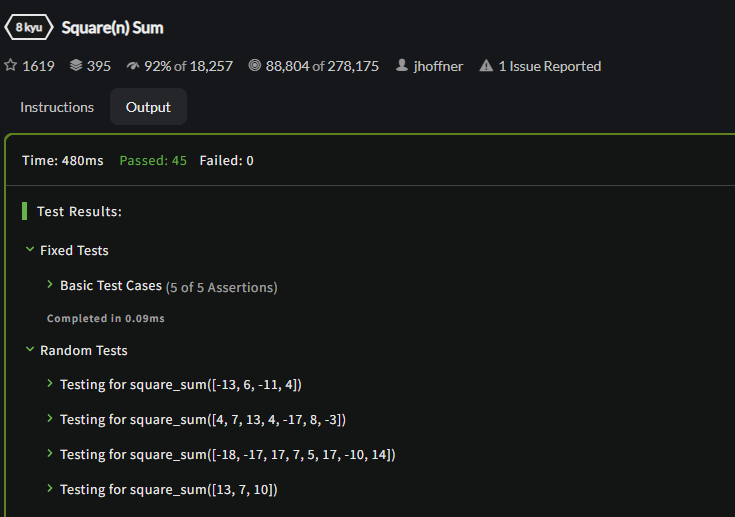 8 kyu Square(n) Sum
1619 395 92% of 18,257 88,804 of 278,175 jhoffner 1 Issue Reported
Instructions Output
Time: 480ms Passed: 45 Failed: 0
Test Results:
Fixed Tests
Basic Test Cases (5 of 5 Assertions)
Completed in 0.09ms
Random Tests
Testing for square_sum([-13, 6, -11, 4])
Testing for square_sum([4, 7, 13, 4, -17, 8, -3])
Testing for square_sum([-18, -17, 17, 7, 5, 17, -10, 14])
Testing for square_sum([13, 7, 10])